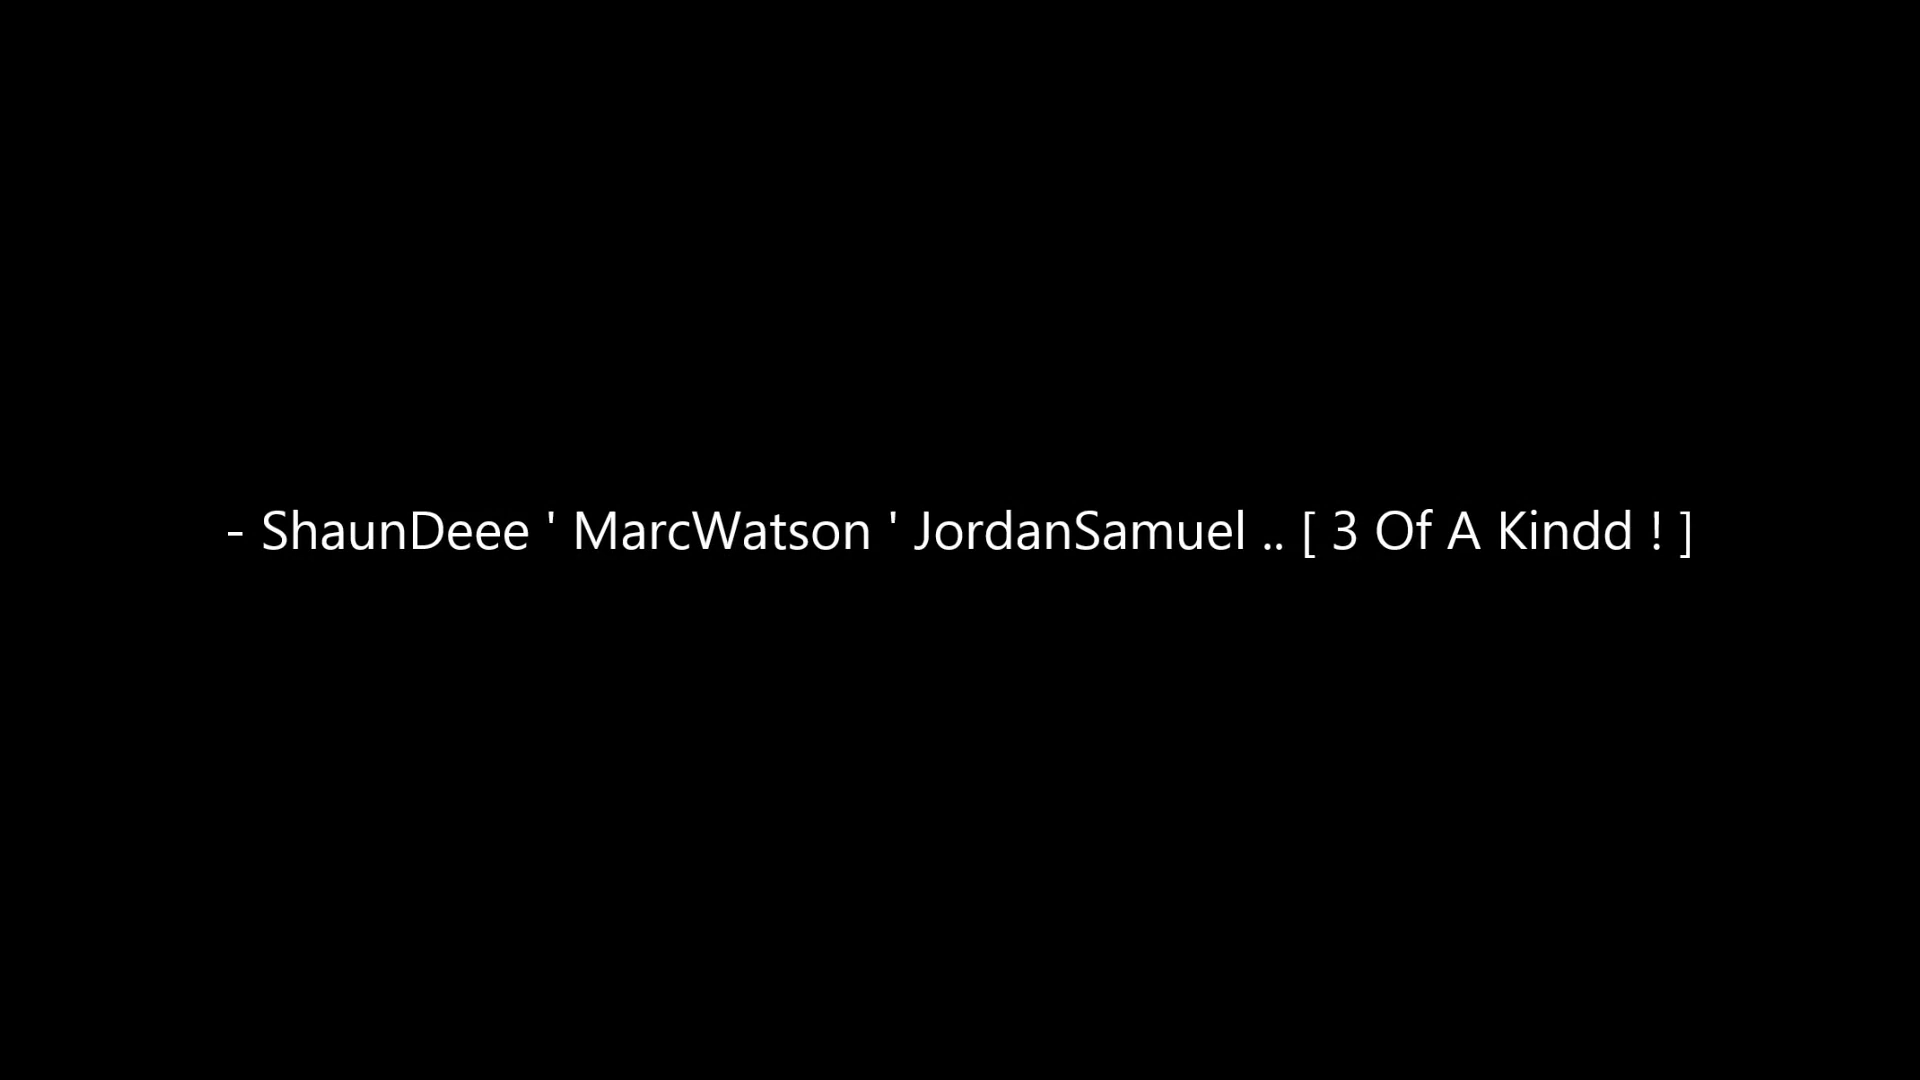 - ShaunDeee ' MarcWatson ' JordanSamuel .. [ 3 Of A Kindd ! ]